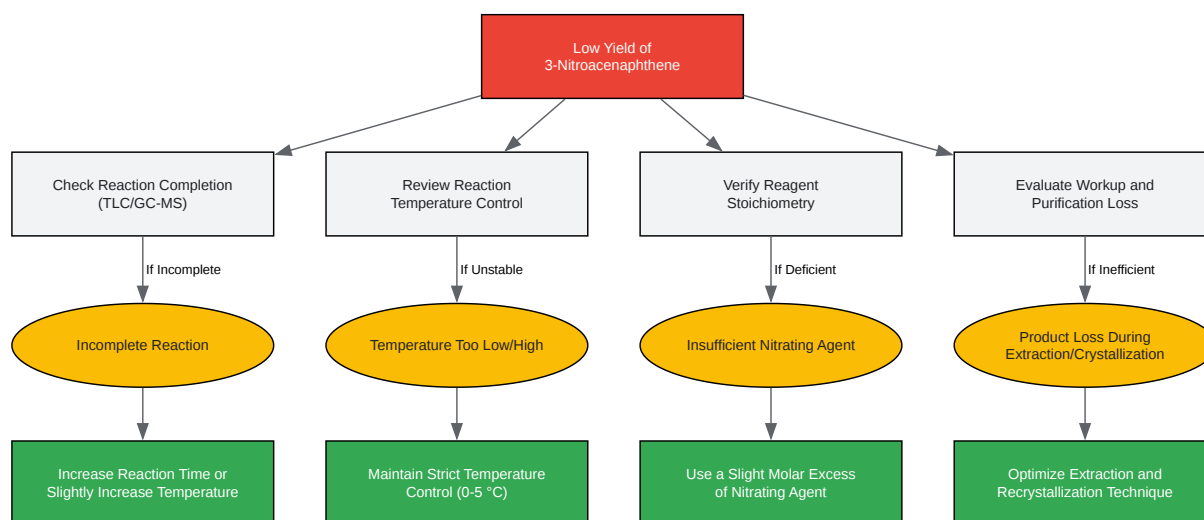 Low Yield of
3-Nitroacenaphthene
Check Reaction Completion
(TLC/GC-MS)
Review Reaction
Temperature Control
Verify Reagent
Stoichiometry
Evaluate Workup and
Purification Loss
If Incomplete
If Unstable
If Deficient
If Inefficient
Incomplete Reaction
Temperature Too Low/High
Insufficient Nitrating Agent
Product Loss During
Extraction/Crystallization
Increase Reaction Time or
Slightly Increase Temperature
Maintain Strict Temperature
Control (0-5 °C)
Use a Slight Molar Excess
of Nitrating Agent
Optimize Extraction and
Recrystallization Technique